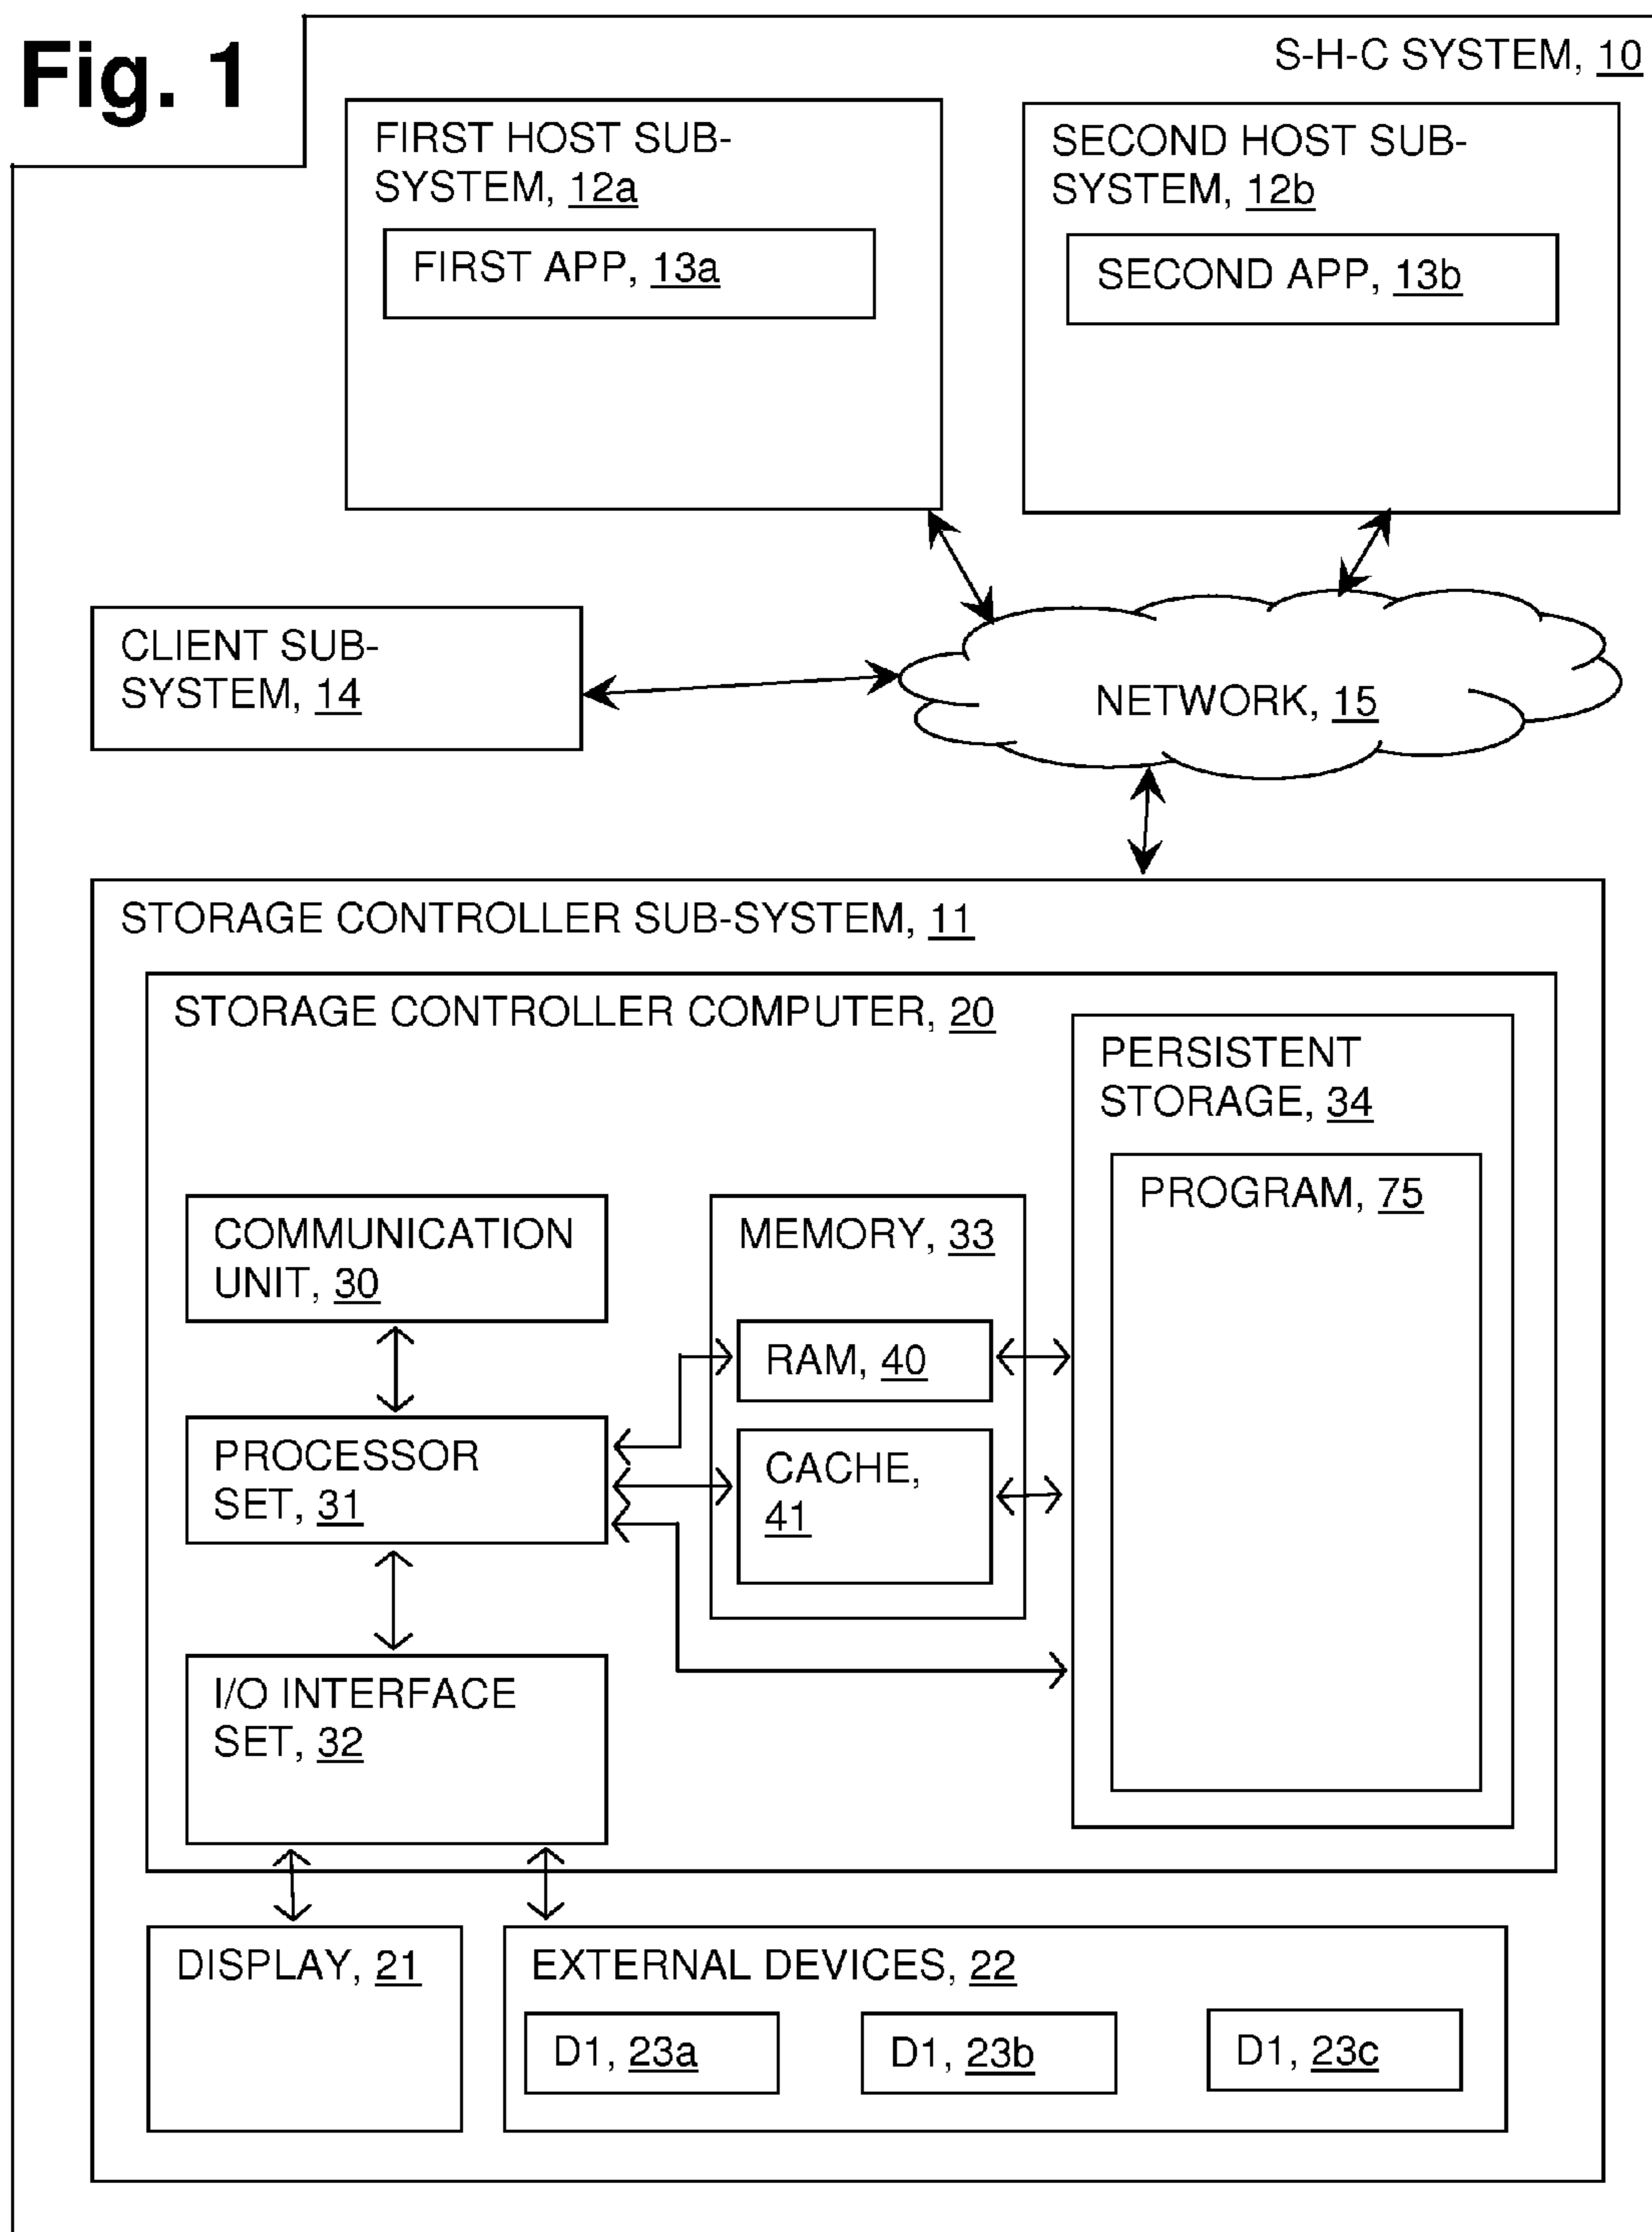 Fig. 1
S-H-C SYSTEM, 10
FIRST HOST SUB-
SYSTEM, 12a
FIRST APP, 13a
SECOND HOST SUB-
SYSTEM, 12b
SECOND APP, 13b
CLIENT SUB-
SYSTEM, 14
NETWORK, 15
STORAGE CONTROLLER SUB-SYSTEM, 11
STORAGE CONTROLLER COMPUTER, 20
PERSISTENT
STORAGE, 34
PROGRAM, 75
COMMUNICATION
UNIT, 30
MEMORY, 33
RAM, 40
PROCESSOR
SET, 31
CACHE,
41
I/O INTERFACE
SET, 32
DISPLAY, 21
EXTERNAL DEVICES, 22
D1, 23a
D1, 23b
D1, 23c